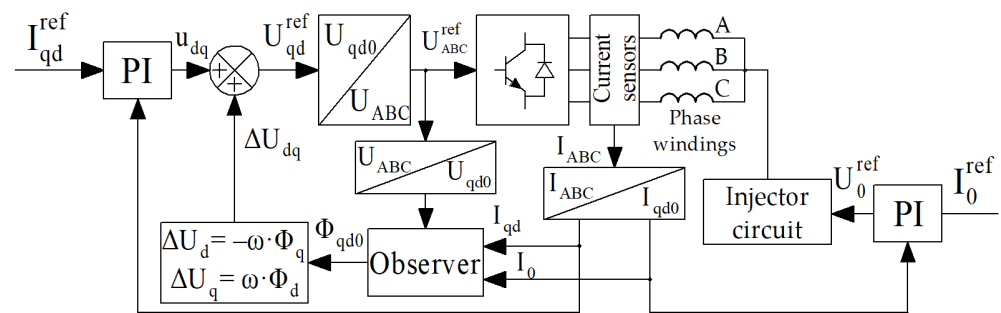 I_qd^ref
PI
u_dq
+
+
U_qd^ref
U_qd0
U_ABC
U_ABC^ref
Current
sensors
A
B
C
Phase
windings
ΔU_dq
U_ABC
U_qd0
I_ABC
I_ABC
I_qd0
Injector
circuit
U_0^ref
PI
I_0^ref
ΔU_d= −ω·Φ_q
ΔU_q= ω·Φ_d
Φ_qd0
Observer
I_qd
I_0